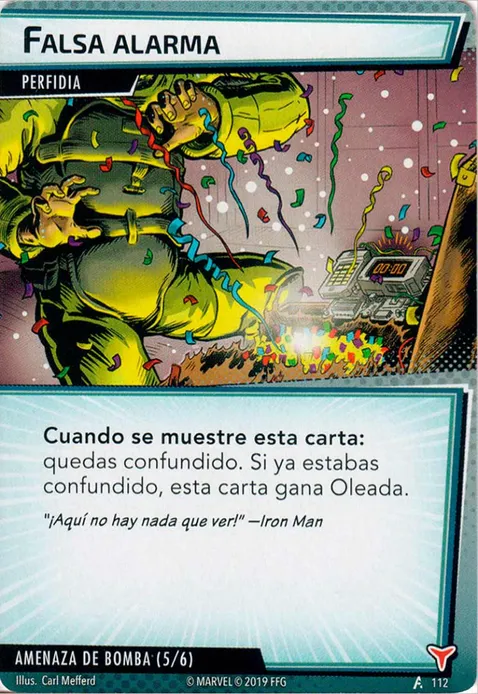 FALSA ALARMA
PERFIDIA
00:00
Cuando se muestre esta carta:
quedas confundido. Si ya estabas
confundido, esta carta gana Oleada.
"¡Aquí no hay nada que ver!" —Iron Man
AMENAZA DE BOMBA (5/6)
Illus. Carl Mefferd
© MARVEL © 2019 FFG
112